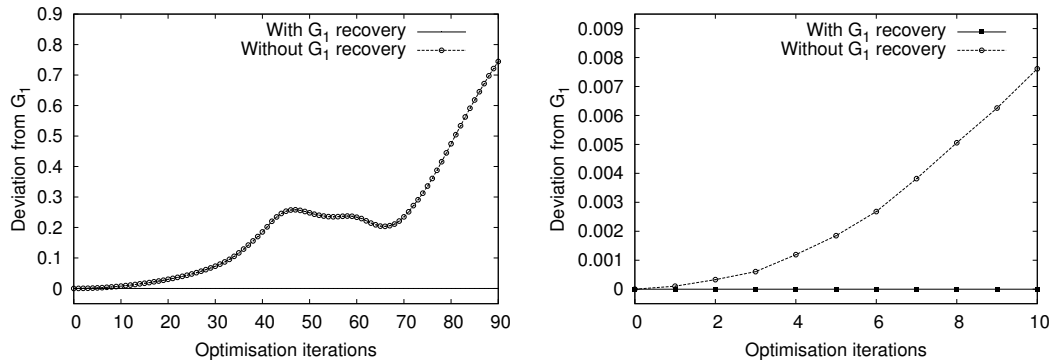 With G1 recovery
Without G1 recovery
Deviation from G1
0.9
0.8
0.7
0.6
0.5
0.4
0.3
0.2
0.1
0
0 10 20 30 40 50 60 70 80 90
Optimisation iterations
With G1 recovery
Without G1 recovery
Deviation from G1
0.009
0.008
0.007
0.006
0.005
0.004
0.003
0.002
0.001
0
0 2 4 6 8 10
Optimisation iterations